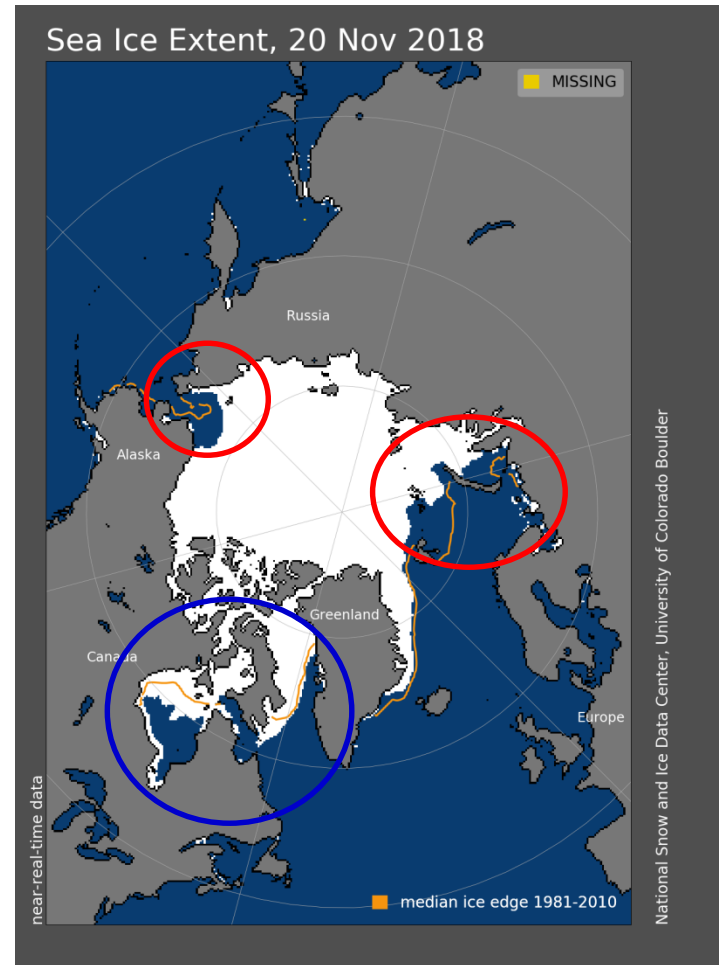 Sea Ice Extent, 20 Nov 2018
MISSING
Russia
Alaska
Greenland
Canada
Europe
near-real-time data
National Snow and Ice Data Center, University of Colorado Boulder
median ice edge 1981-2010